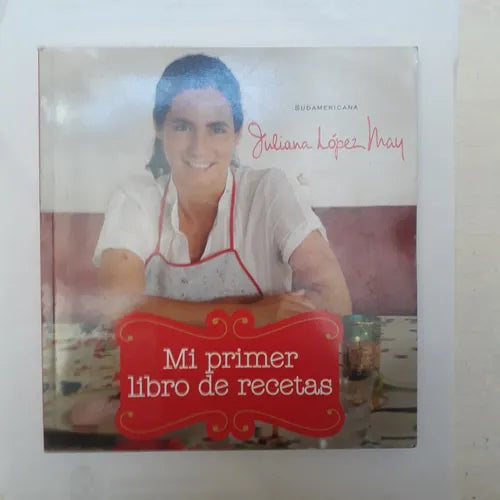 SUDAMERICANA
Juliana López May
Mi primer
libro de recetas